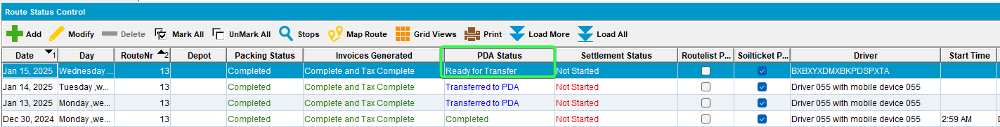 Route Status Control
Add Modify Delete Mark All UnMark All Stops Map Route Grid Views Print Load More Load All
Date 1 Day RouteNr 2 Depot Packing Status Invoices Generated PDA Status Settlement Status Routelist P... Soilticket P... Driver Start Time
Jan 15, 2025 Wednesday ... 13 Completed Complete and Tax Complete Ready for Transfer Not Started BXBXYXDMXBKPDSPXTA
Jan 14, 2025 Tuesday ,w... 13 Completed Complete and Tax Complete Transferred to PDA Not Started Driver 055 with mobile device 055
Jan 13, 2025 Monday ,we... 13 Completed Complete and Tax Complete Transferred to PDA Not Started Driver 055 with mobile device 055
Dec 30, 2024 Monday ,we... 13 Completed Complete and Tax Complete Completed Not Started Driver 055 with mobile device 055 2:59 AM